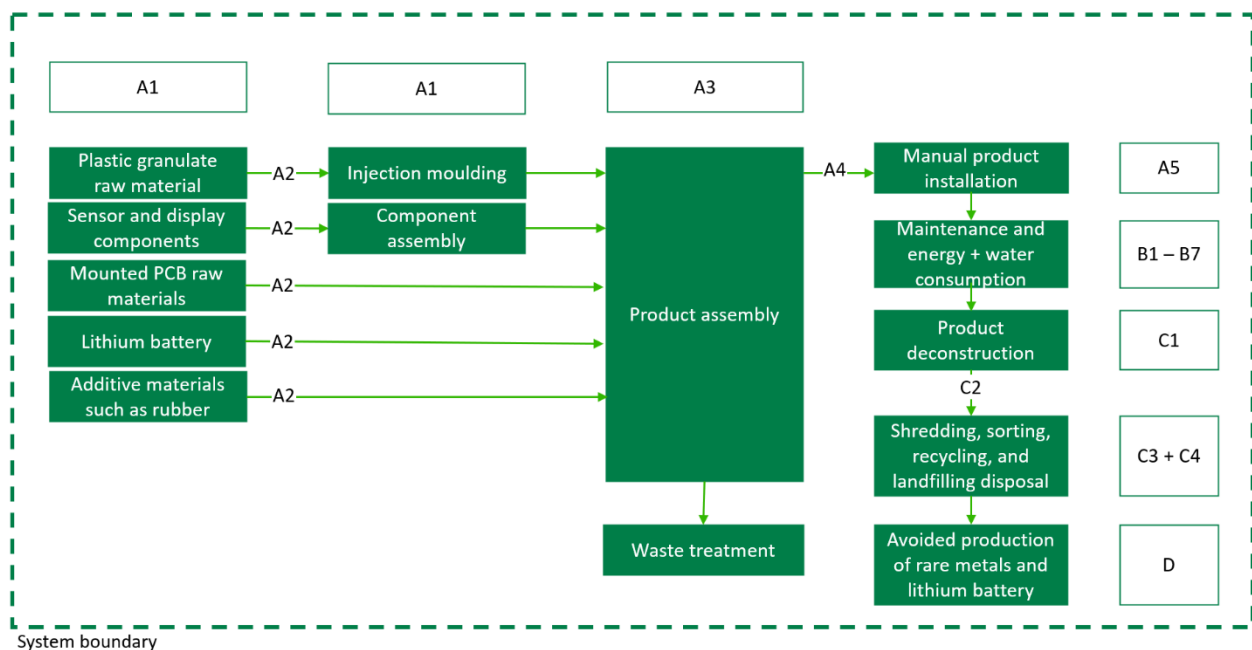 A1
A1
A3
Plastic granulate
raw material
A2
Injection moulding
A4
Manual product
installation
A5
Sensor and display
components
A2
Component
assembly
Maintenance and
energy + water
consumption
B1 – B7
Mounted PCB raw
materials
A2
Product assembly
Lithium battery
A2
Product
deconstruction
C1
Additive materials
such as rubber
A2
C2
Shredding, sorting,
recycling, and
landfilling disposal
C3 + C4
Waste treatment
Avoided production
of rare metals and
lithium battery
D
System boundary